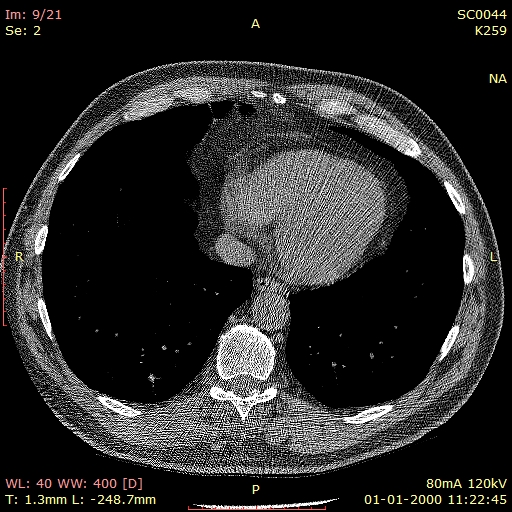 Im: 9/21
Se: 2
A
SC0044
K259
NA
R
L
WL: 40 WW: 400 [D]
T: 1.3mm L: -248.7mm
P
80mA 120kV
01-01-2000 11:22:45